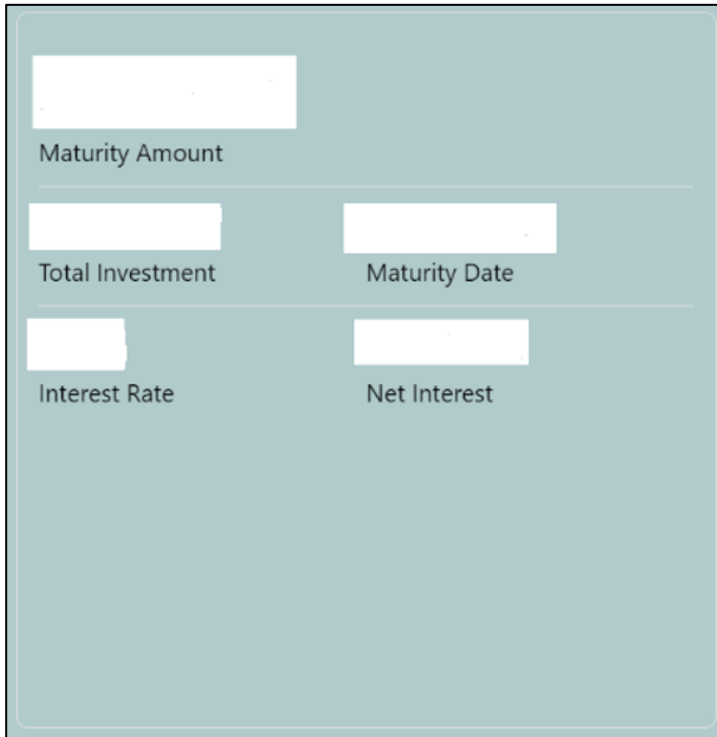 Maturity Amount
Total Investment Maturity Date
Interest Rate Net Interest